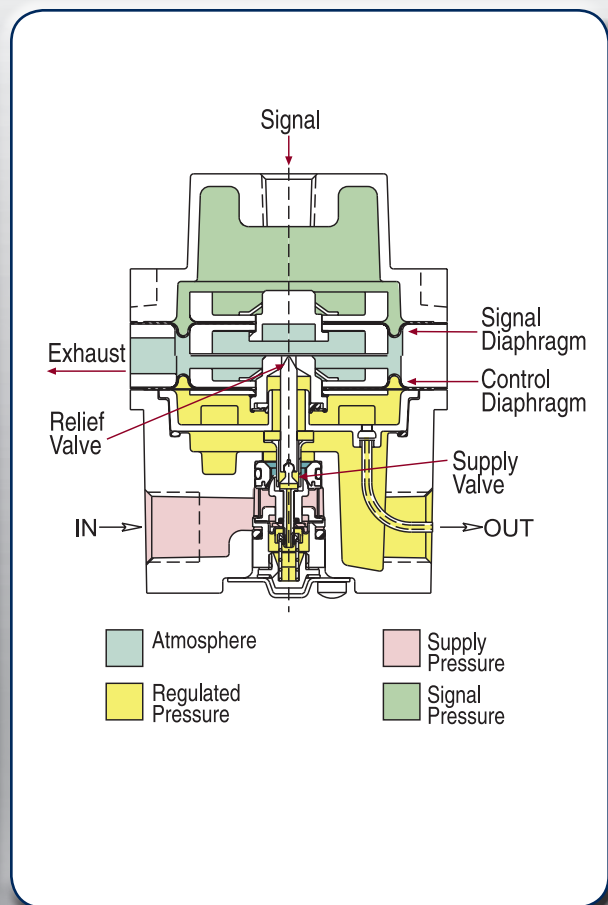 Signal
Signal
Diaphragm
Exhaust
Control
Diaphragm
Relief
Valve
Supply
Valve
IN
OUT
Atmosphere
Supply
Pressure
Regulated
Pressure
Signal
Pressure